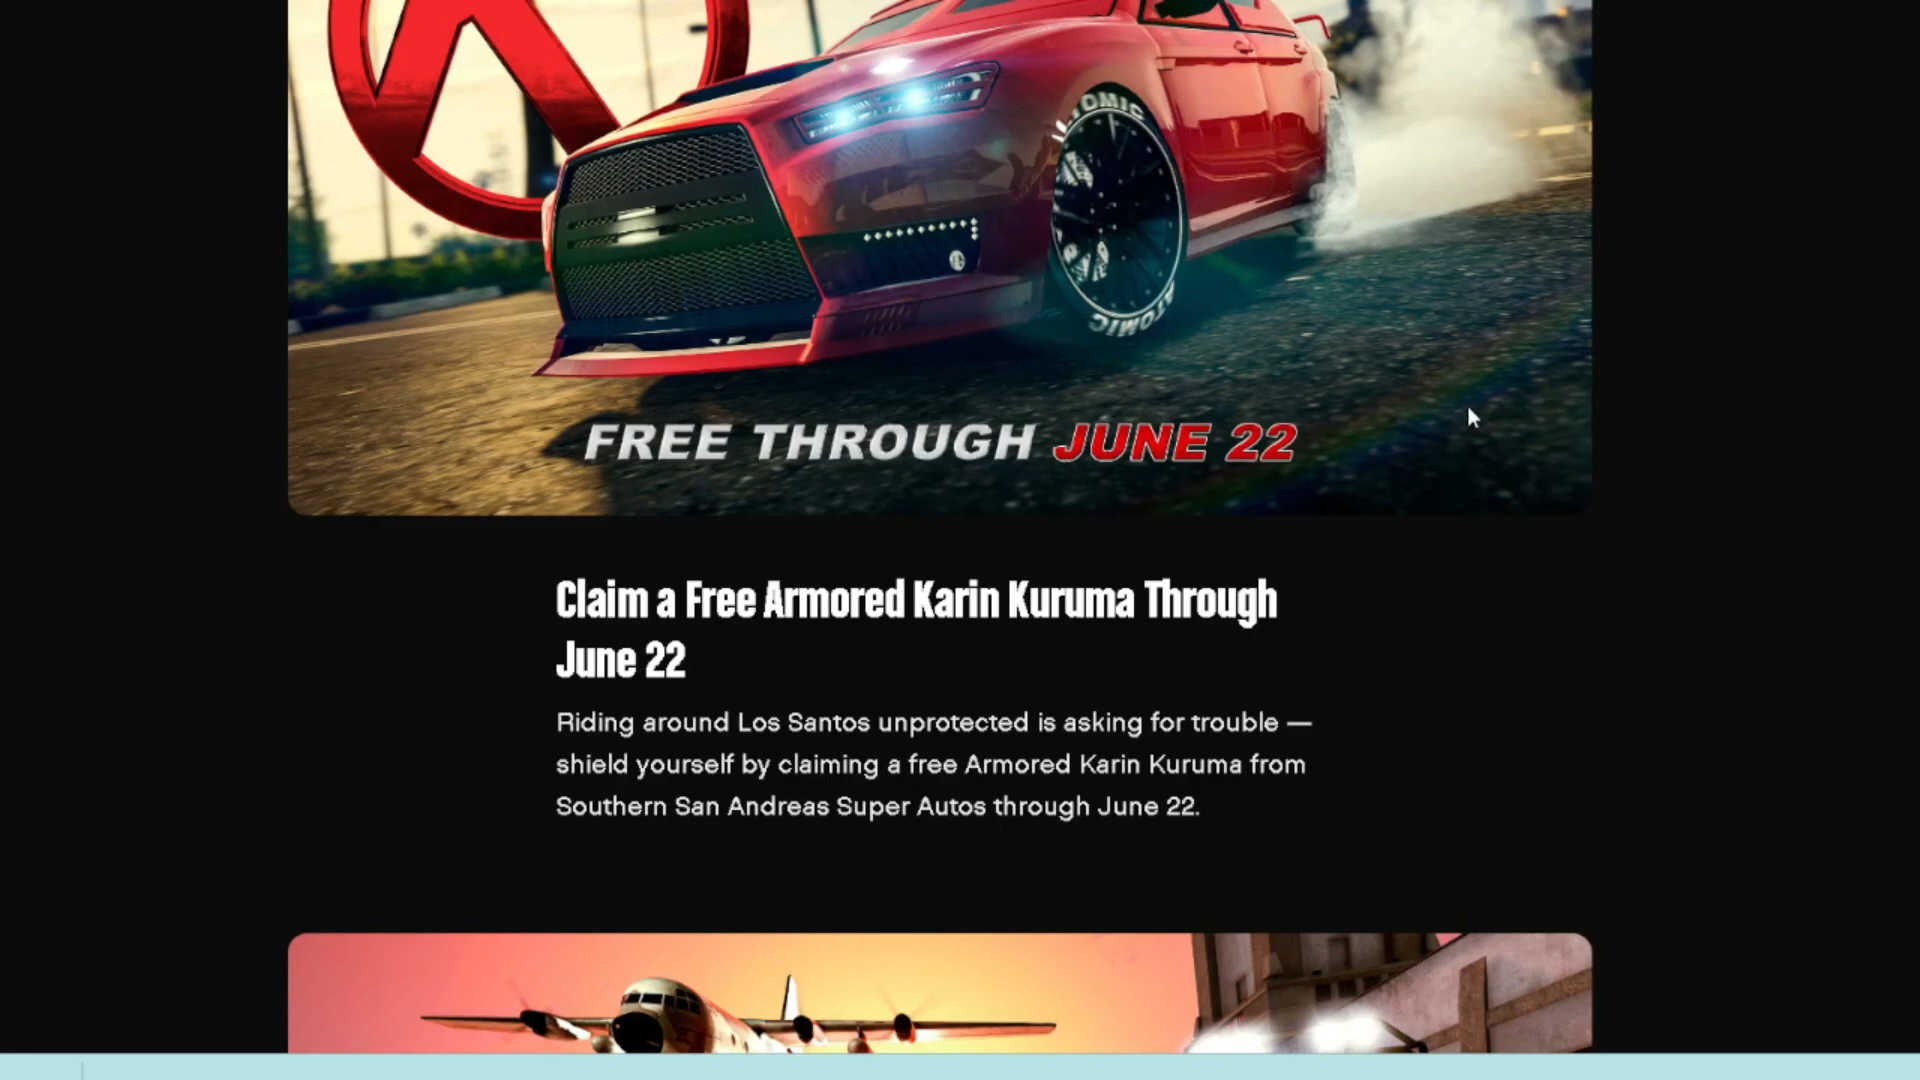 ATOMIC
ATOMIC
FREE THROUGH JUNE 22
Claim a Free Armored Karin Kuruma Through
June 22
Riding around Los Santos unprotected is asking for trouble —
shield yourself by claiming a free Armored Karin Kuruma from
Southern San Andreas Super Autos through June 22.